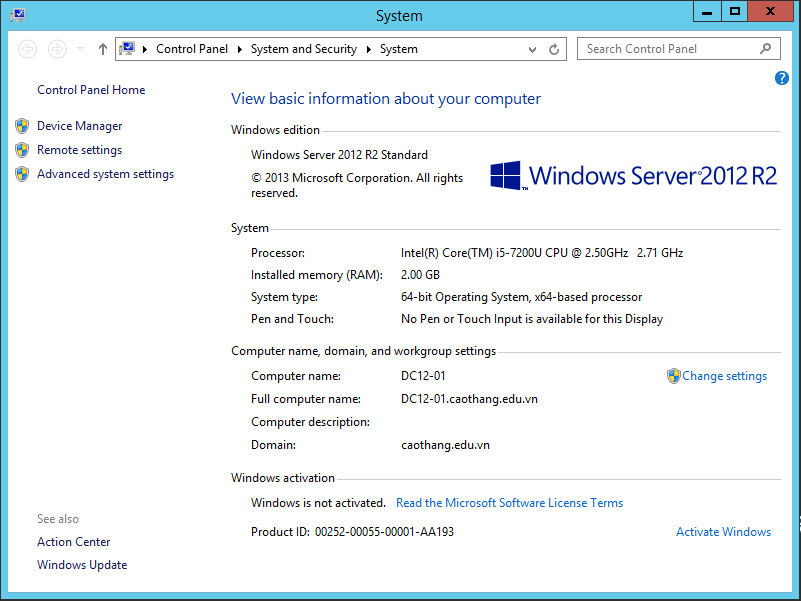 System
Control Panel
System and Security
System
Search Control Panel
Control Panel Home
Device Manager
Remote settings
Advanced system settings
See also
Action Center
Windows Update
View basic information about your computer
Windows edition
Windows Server 2012 R2 Standard
© 2013 Microsoft Corporation. All rights
reserved.
Windows Server® 2012 R2
System
Processor: Intel(R) Core(TM) i5-7200U CPU @ 2.50GHz 2.71 GHz
Installed memory (RAM): 2.00 GB
System type: 64-bit Operating System, x64-based processor
Pen and Touch: No Pen or Touch Input is available for this Display
Computer name, domain, and workgroup settings
Computer name: DC12-01
Change settings
Full computer name: DC12-01.caothang.edu.vn
Computer description:
Domain: caothang.edu.vn
Windows activation
Windows is not activated. Read the Microsoft Software License Terms
Product ID: 00252-00055-00001-AA193
Activate Windows